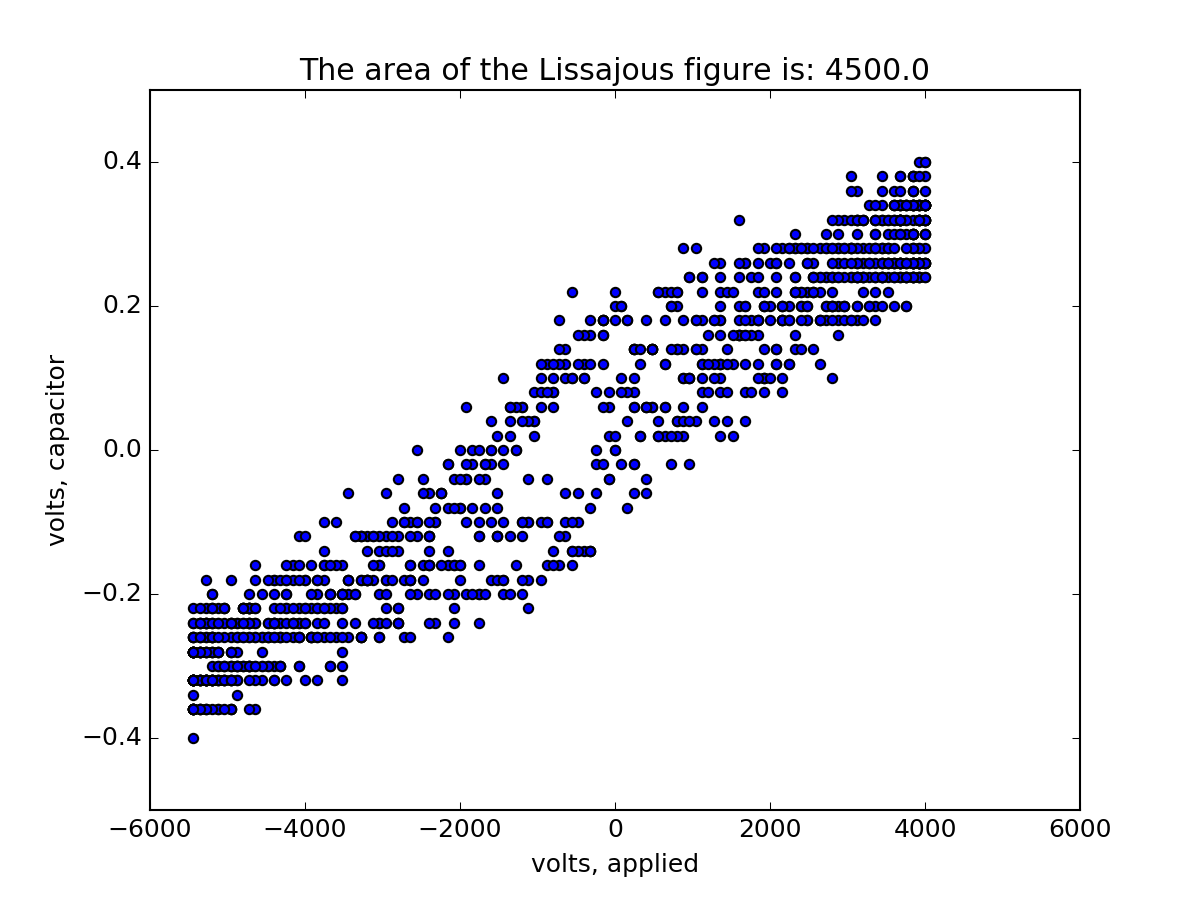 The area of the Lissajous figure is: 4500.0
0.4
0.2
0.0
−0.2
−0.4
volts, capacitor
−6000 −4000 −2000 0 2000 4000 6000
volts, applied